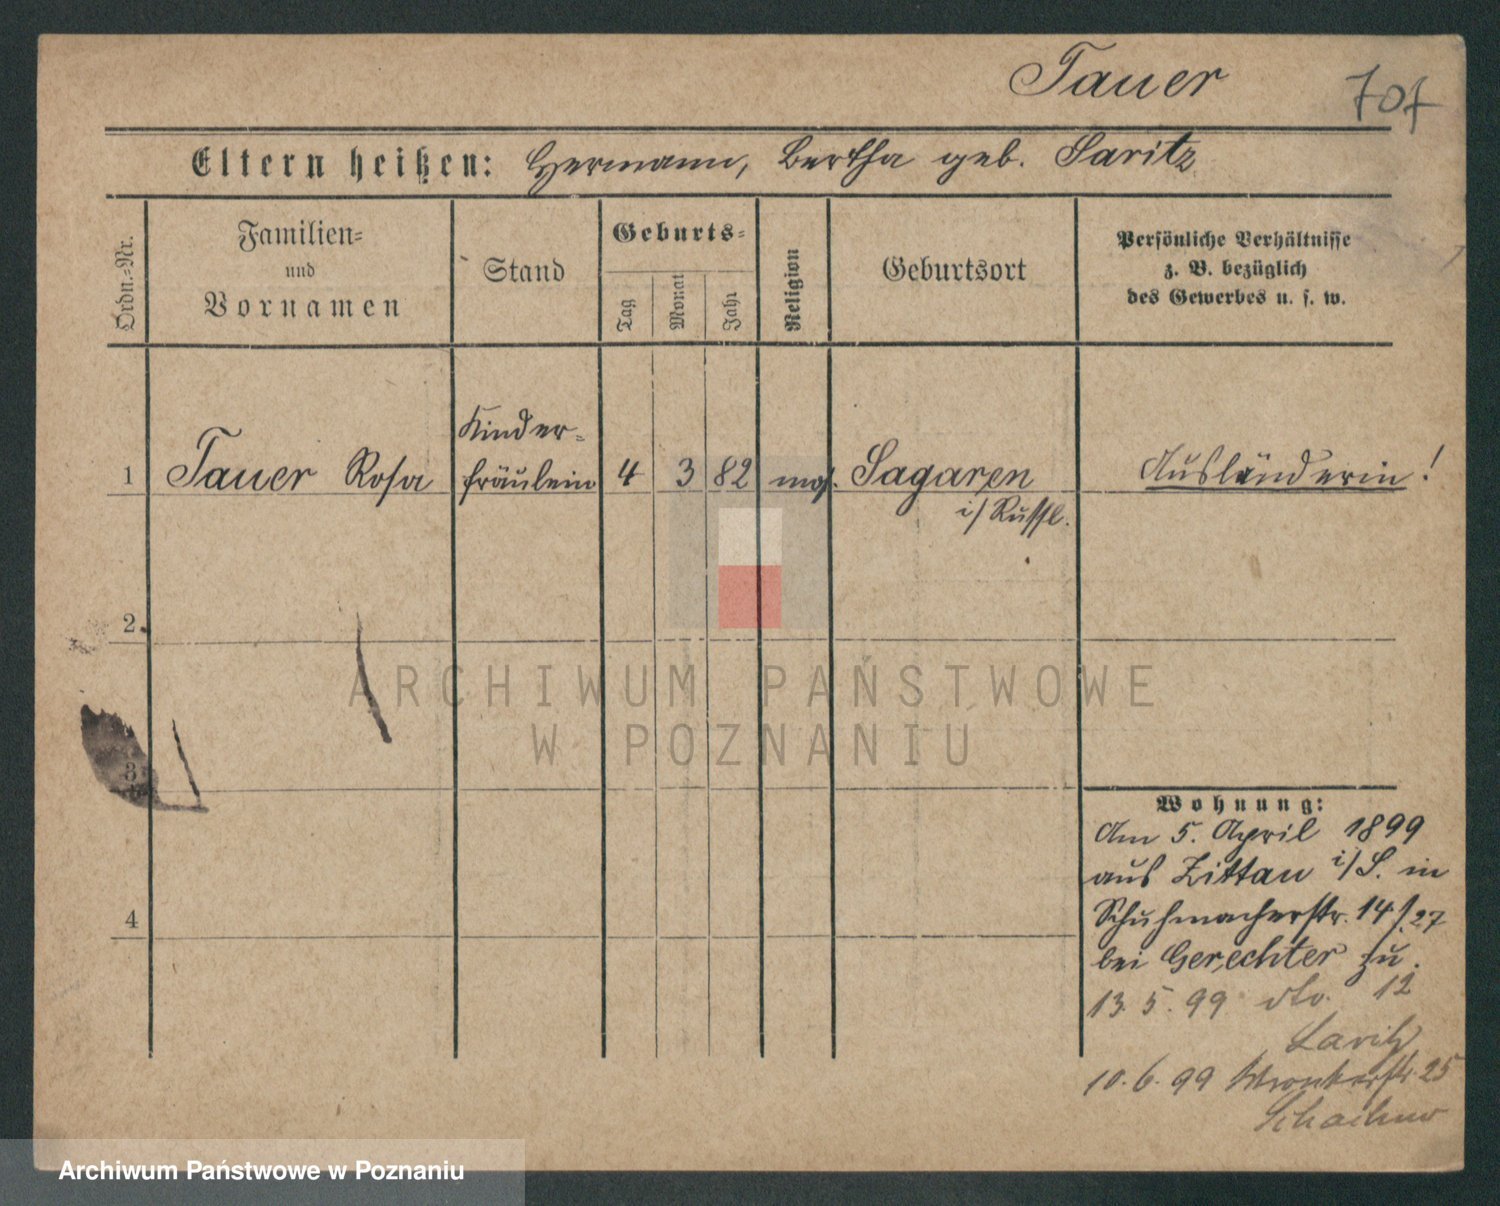 Tauer
707
Eltern heißen: Hermann, Bertha geb. Saritz
Ordn.-Nr.
Familien-
und
Vornamen
Stand
Geburts-
Tag
Monat
Jahr
Religion
Geburtsort
Persönliche Verhältnisse
z. B. bezüglich
des Gewerbes u. s. w.
Kinder-
1 Tauer Rosa fräulein 4 3 82 mos. Sagaren Ausländerin!
i/ Russl.
2.
3
4
Wohnung:
Am 5. April 1899
aus Zittau i/S. in
Schuhmacherstr. 14 27
bei Gerechter zu.
13. 5. 99 dto. 12
10. 6. 99 Wronkerstr. 25
ARCHIWUM PAŃSTWOWE
W POZNANIU
Archiwum Państwowe w Poznaniu